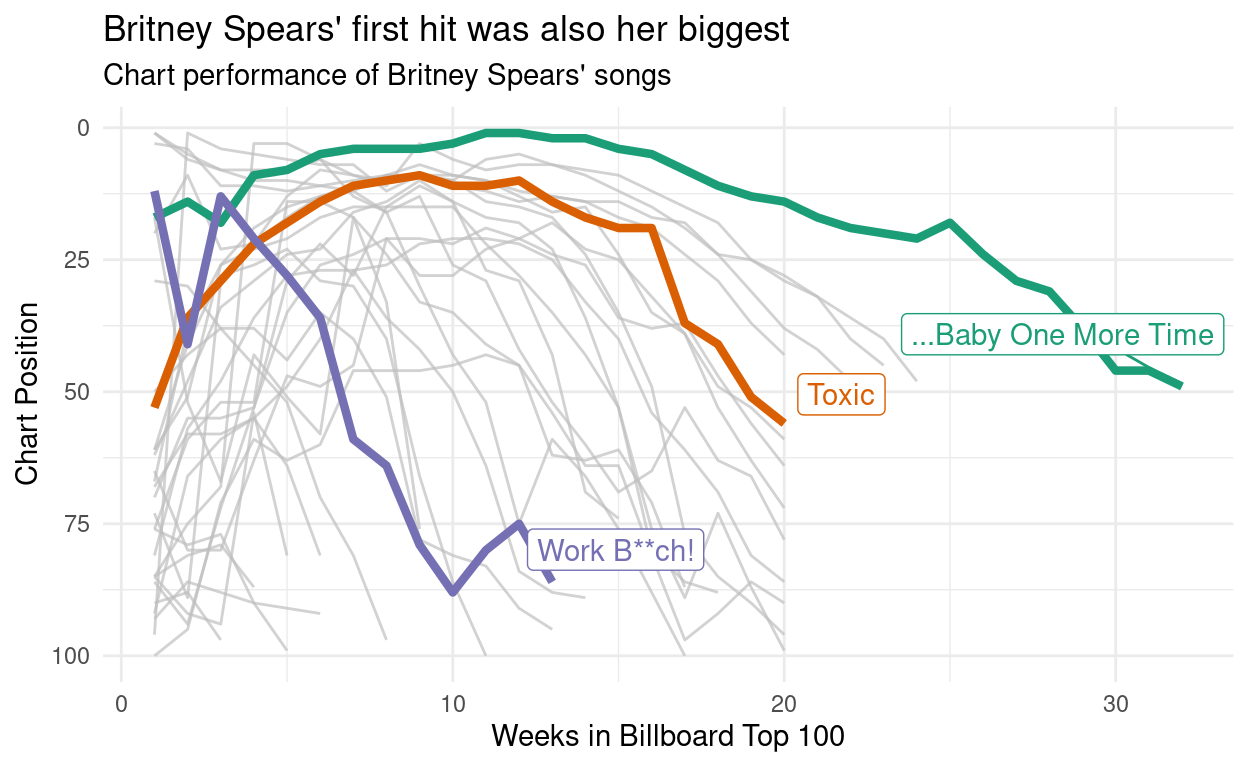 Britney Spears' first hit was also her biggest
Chart performance of Britney Spears' songs
0
25
50
75
100
Chart Position
...Baby One More Time
Toxic
Work B**ch!
0
10
20
30
Weeks in Billboard Top 100